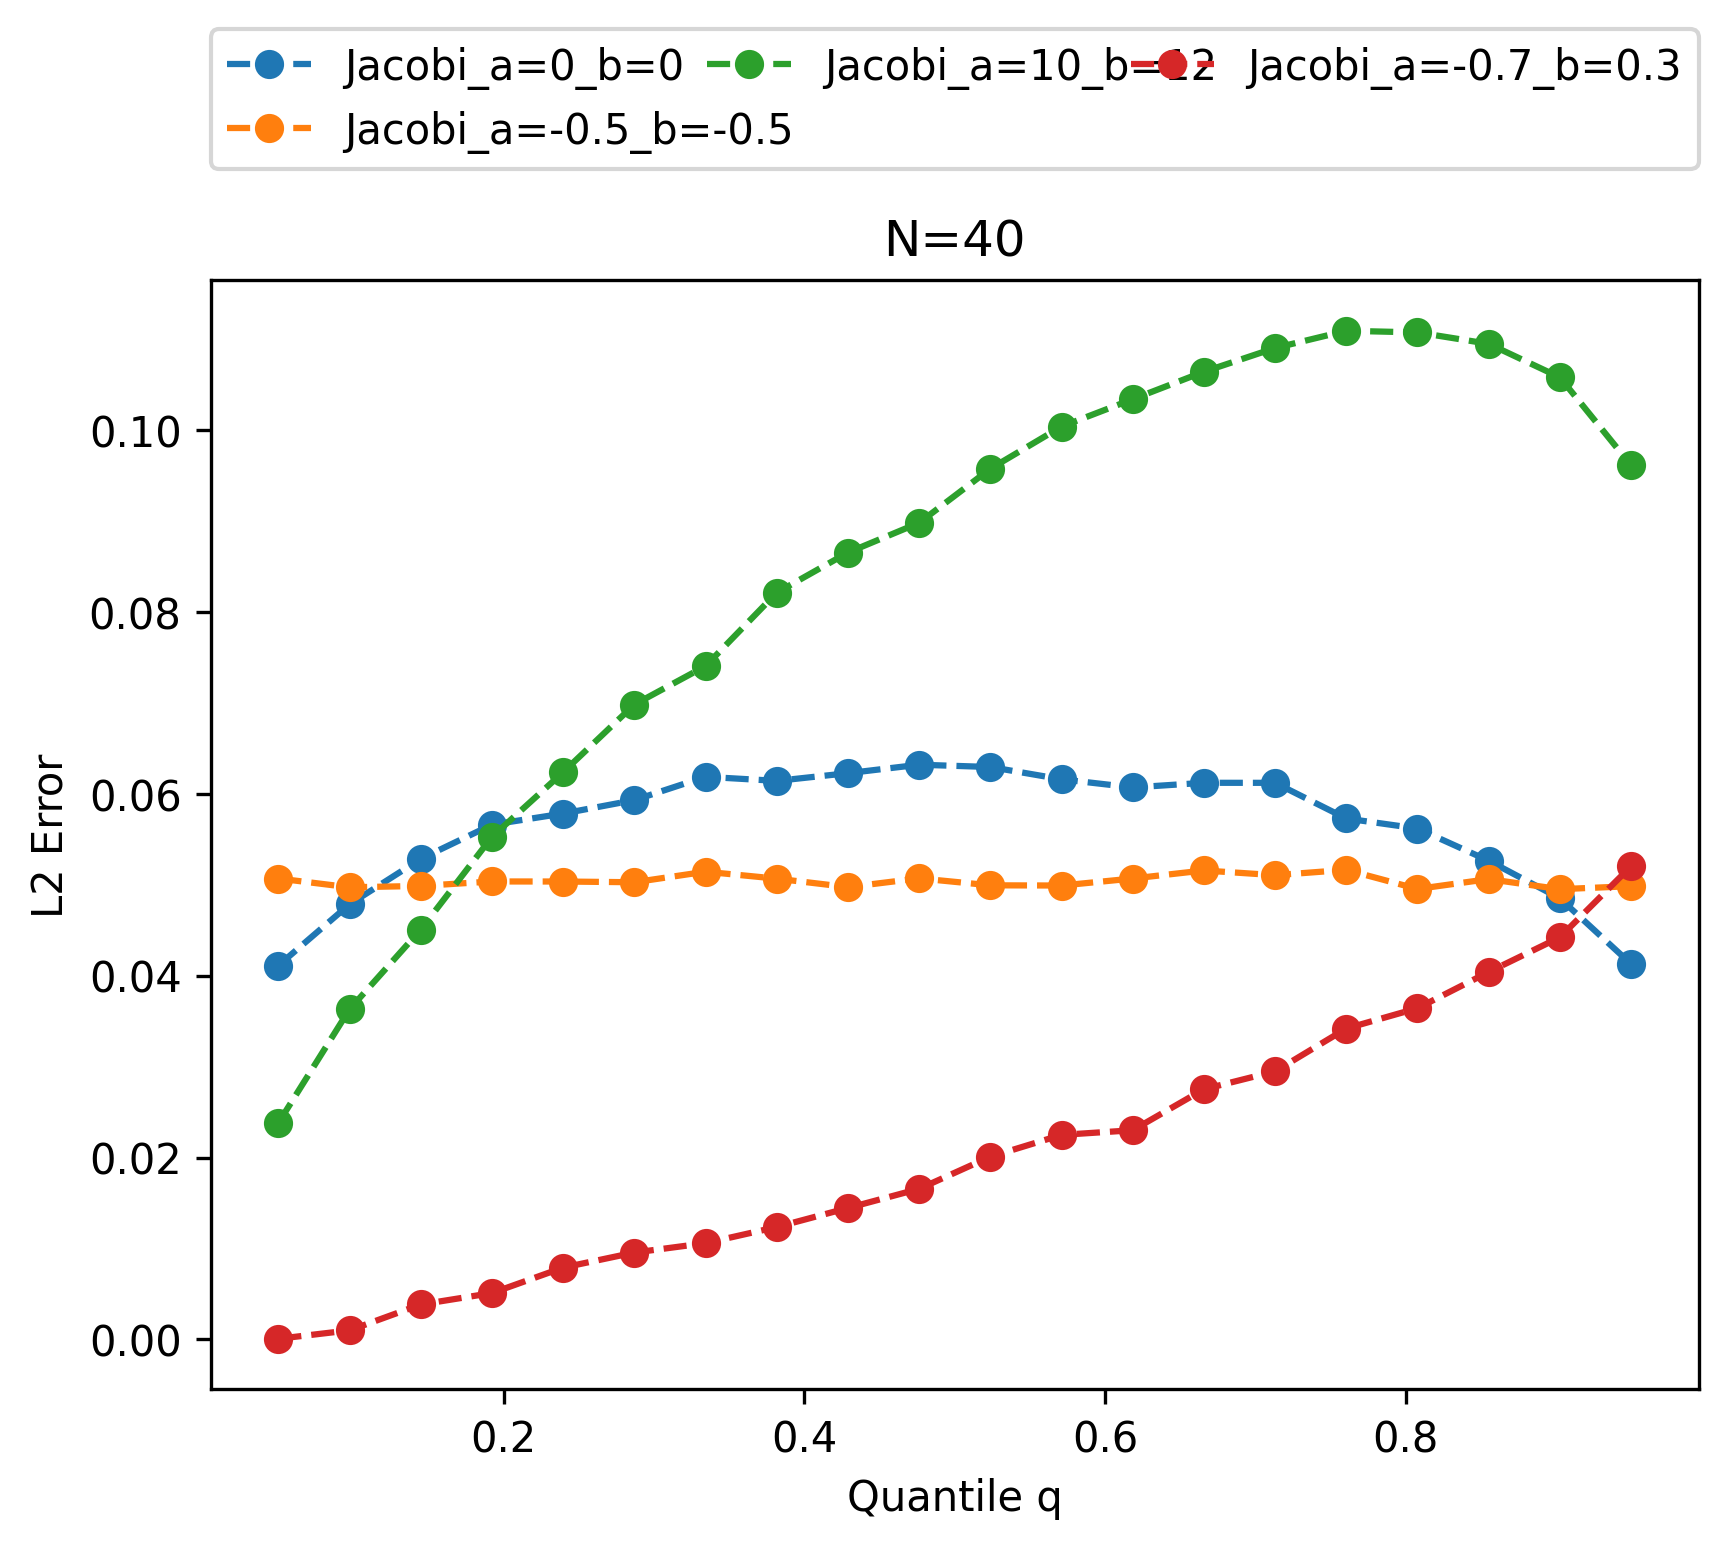 Jacobi_a=0_b=0 Jacobi_a=10_b=12 Jacobi_a=-0.7_b=0.3
Jacobi_a=-0.5_b=-0.5
N=40
0.10
0.08
0.06
0.04
0.02
0.00
L2 Error
0.2 0.4 0.6 0.8
Quantile q